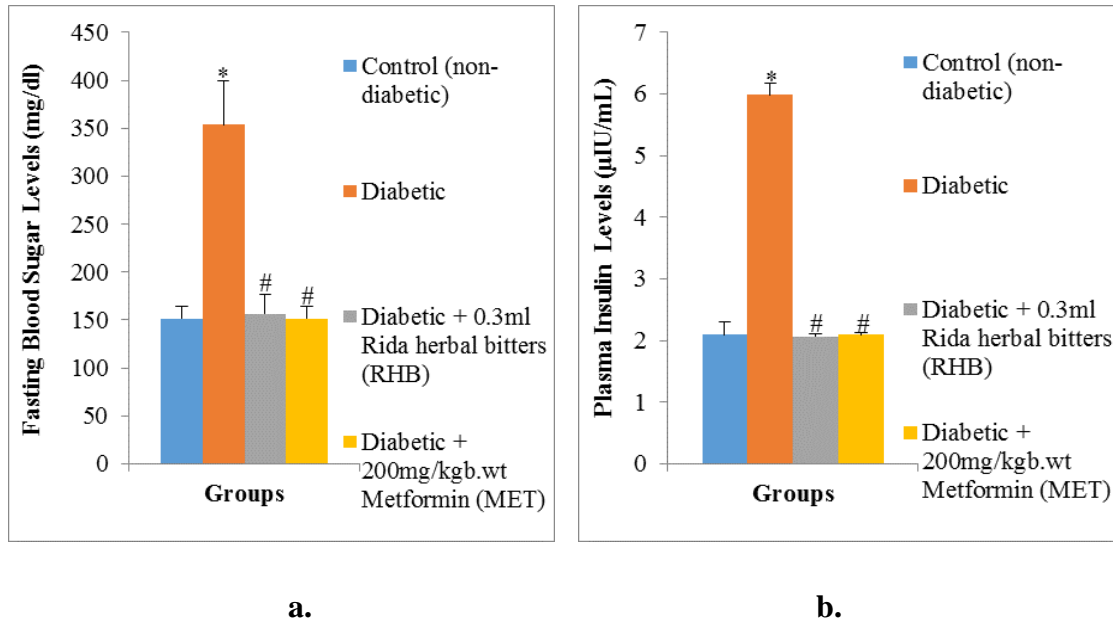 Fasting Blood Sugar Levels (mg/dl)
450
400
350
300
250
200
150
100
50
0
*
#
#
Groups
Control (non-
diabetic)
Diabetic
Diabetic + 0.3ml
Rida herbal bitters
(RHB)
Diabetic +
200mg/kgb.wt
Metformin (MET)
a.
Plasma Insulin Levels (µIU/mL)
7
6
5
4
3
2
1
0
*
#
#
Groups
Control (non-
diabetic)
Diabetic
Diabetic + 0.3ml
Rida herbal bitters
(RHB)
Diabetic +
200mg/kgb.wt
Metformin (MET)
b.